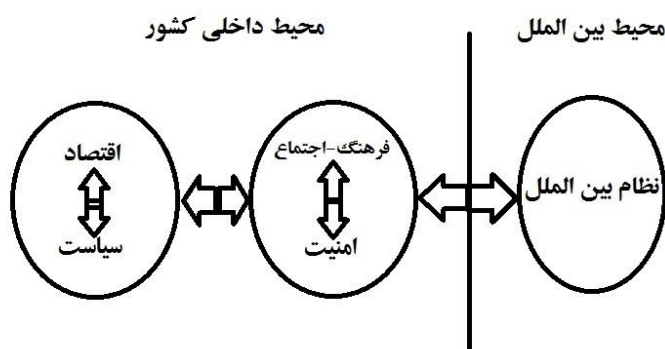 محیط بین الملل
محیط داخلی کشور
نظام بین الملل
فرهنگ-اجتماع
امنیت
اقتصاد
سیاست